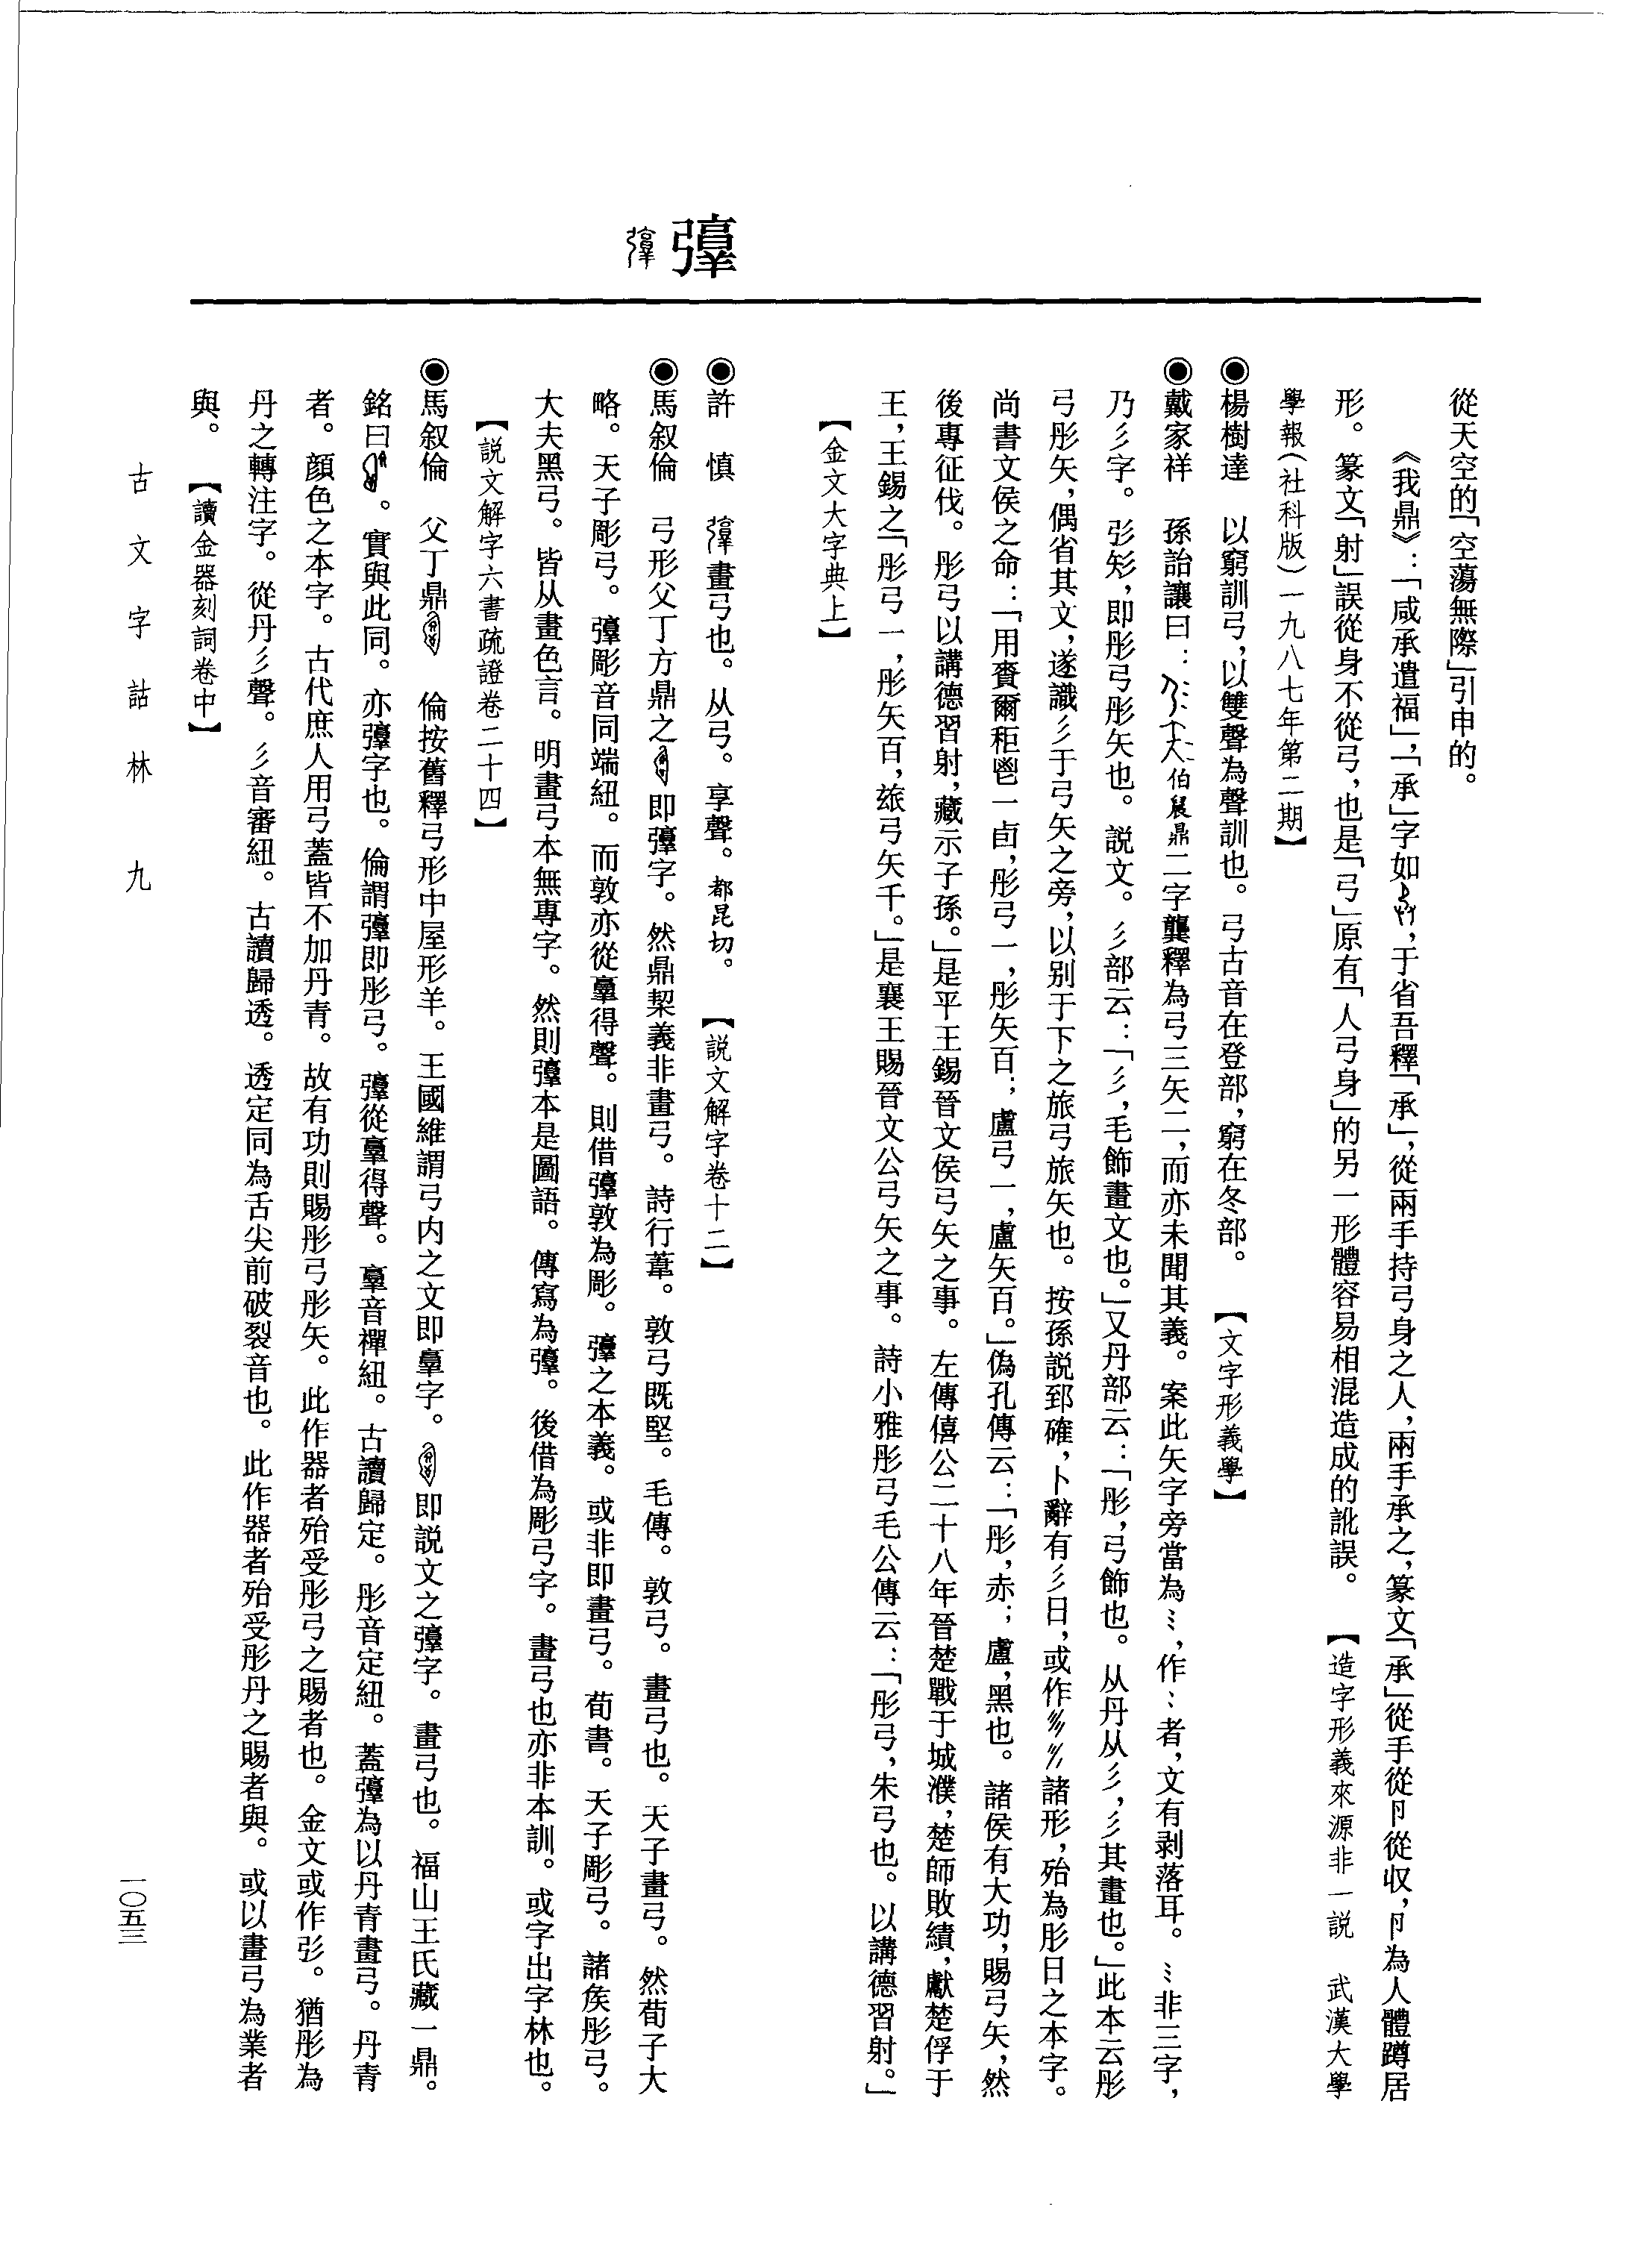 弴
從天空的「空蕩無際」引申的。
《我鼎》:「咸承遣福」,「承」字如,于省吾釋「承」,從兩手持弓身之人,兩手承之,篆文「承」從手從卪從収,卪為人體蹲居
形。篆文「射」誤從身不從弓,也是「弓」原有「人弓身」的另一形體容易相混造成的訛誤。 【造字形義來源非一説 武漢大學
學報(社科版)一九八七年第二期】
◉楊樹達 以窮訓弓,以雙聲為聲訓也。弓古音在登部,窮在冬部。 【文字形義學】
◉戴家祥 孫詒讓曰:伯晨鼎二字龔釋為弓三矢二,而亦未聞其義。案此矢字旁當為,作者,文有剥落耳。非三字,
乃彡字。弜矤,即彤弓彤矢也。説文。彡部云:「彡,毛飾畫文也。」又丹部云:「彤,弓飾也。从丹从彡,彡其畫也。」此本云彤
弓彤矢,偶省其文,遂識彡于弓矢之旁,以别于下之旅弓旅矢也。按孫説郅確,卜辭有彡日,或作諸形,殆為肜日之本字。
尚書文侯之命:「用賚爾秬鬯一卣,彤弓一,彤矢百;盧弓一,盧矢百。」偽孔傳云:「彤,赤;盧,黑也。諸侯有大功,賜弓矢,然
後專征伐。彤弓以講德習射,藏示子孫。」是平王錫晉文侯弓矢之事。左傳僖公二十八年晉楚戰于城濮,楚師敗績,獻楚俘于
王,王錫之「彤弓一,彤矢百,玈弓矢千。」是襄王賜晉文公弓矢之事。詩小雅彤弓毛公傳云:「彤弓,朱弓也。以講德習射。」
【金文大字典上】
◉許 慎 畫弓也。从弓。𦎫聲。都昆切。 【説文解字卷十二】
◉馬叙倫 弓形父丁方鼎之即弴字。然鼎栔義非畫弓。詩行葦。敦弓既堅。毛傳。敦弓。畫弓也。天子畫弓。然荀子大
略。天子彫弓。弴彫音同端紐。而敦亦從𦎫得聲。則借弴敦為彫。弴之本義。或非即畫弓。荀書。天子彫弓。諸矦彤弓。
大夫黑弓。皆从畫色言。明畫弓本無專字。然則弴本是圖語。傳寫為弴。後借為彫弓字。畫弓也亦非本訓。或字出字林也。
【説文解字六書疏證卷二十四】
◉馬叙倫 父丁鼎 倫按舊釋弓形中屋形羊。王國維謂弓内之文即𦎫字。即説文之弴字。畫弓也。福山王氏藏一鼎。
銘曰。實與此同。亦弴字也。倫謂弴即彤弓。弴從𦎫得聲。𦎫音禪紐。古讀歸定。彤音定紐。蓋弴為以丹青畫弓。丹青
者。顔色之本字。古代庶人用弓蓋皆不加丹青。故有功則賜彤弓彤矢。此作器者殆受彤弓之賜者也。金文或作弜。猶彤為
丹之轉注字。從丹彡聲。彡音審紐。古讀歸透。透定同為舌尖前破裂音也。此作器者殆受彤丹之賜者與。或以畫弓為業者
與。 【讀金器刻詞卷中】
古文字詁林 九
一〇五三